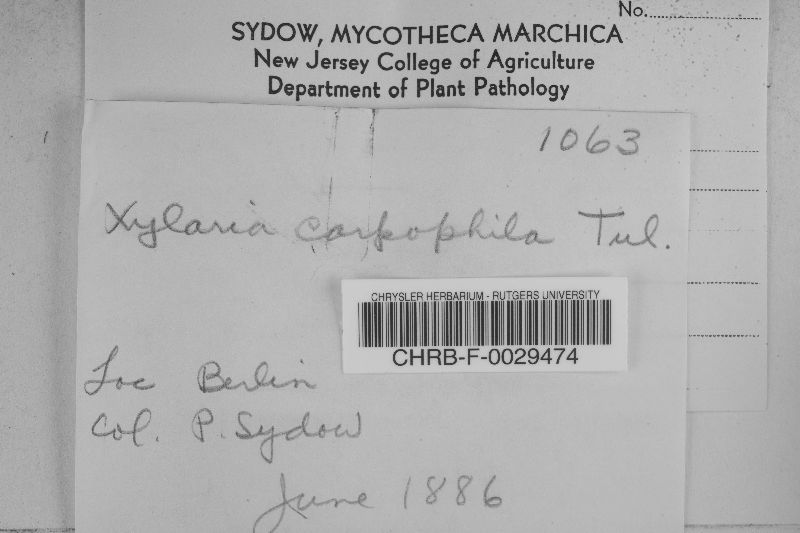 No.
SYDOW, MYCOTHECA MARCHICA
New Jersey College of Agriculture
Department of Plant Pathology
1063
Xylaria carpophila Tul.
CHRYSLER HERBARIUM - RUTGERS UNIVERSITY
CHRB-F-0029474
Loc Berlin
Col. P. Sydow
June 1886